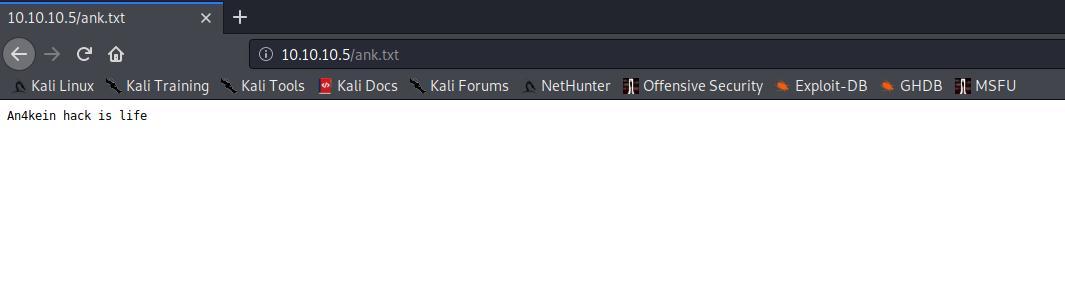 10.10.10.5/ank.txt
10.10.10.5/ank.txt
Kali Linux Kali Training Kali Tools Kali Docs Kali Forums NetHunter Offensive Security Exploit-DB GHDB MSFU
An4kein hack is life